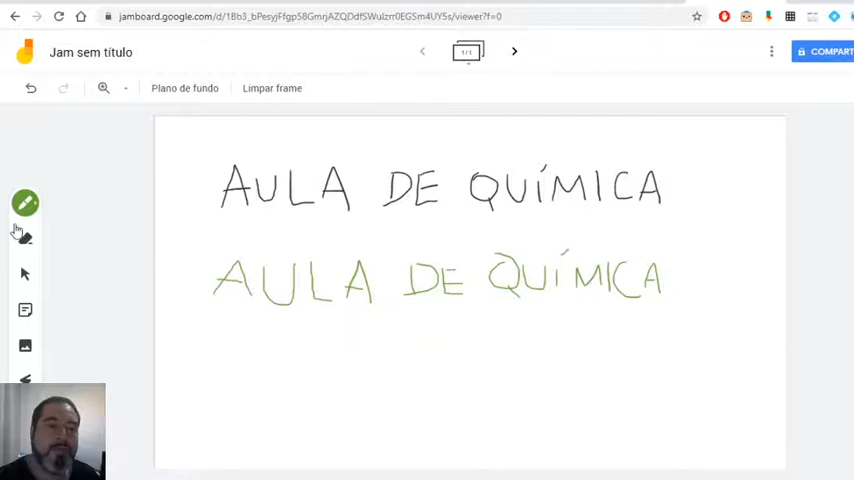 jamboard.google.com/d/1Bb3_bPesyjFfgp58GmrjAZQDdfSWulzrr0EGSm4UY5s/viewer?f=0
Jam sem título
1/1
COMPART
Plano de fundo
Limpar frame
AULA DE QUÍMICA
AULA DE QUÍMICA